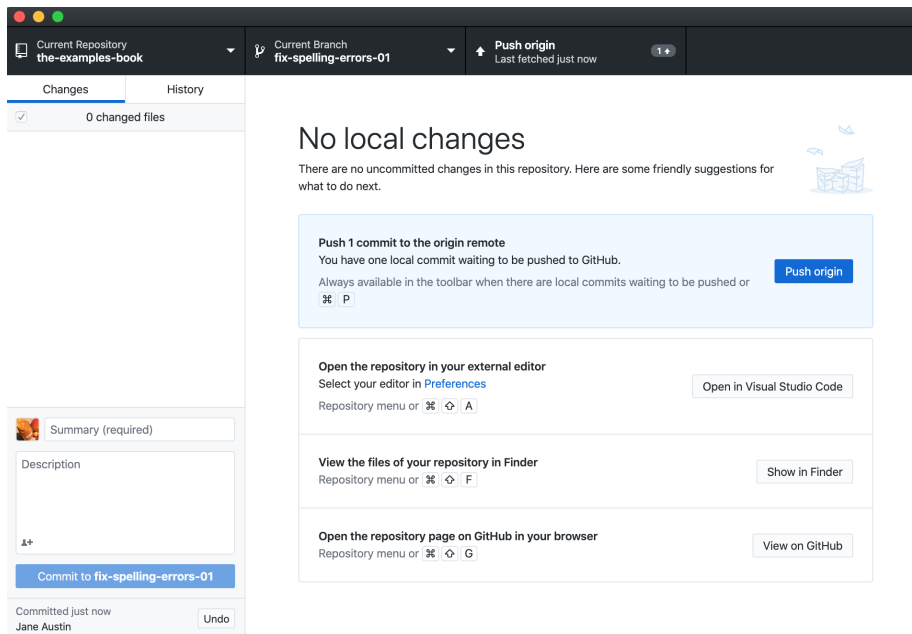 Current Repository
the-examples-book
Current Branch
fix-spelling-errors-01
Push origin
Last fetched just now
1
Changes
History
0 changed files
No local changes
There are no uncommitted changes in this repository. Here are some friendly suggestions for
what to do next.
Push 1 commit to the origin remote
You have one local commit waiting to be pushed to GitHub.
Always available in the toolbar when there are local commits waiting to be pushed or
⌘ P
Push origin
Open the repository in your external editor
Select your editor in Preferences
Repository menu or ⌘ ⇧ A
Open in Visual Studio Code
View the files of your repository in Finder
Repository menu or ⌘ ⇧ F
Show in Finder
Open the repository page on GitHub in your browser
Repository menu or ⌘ ⇧ G
View on GitHub
Summary (required)
Description
Commit to fix-spelling-errors-01
Committed just now
Jane Austin
Undo